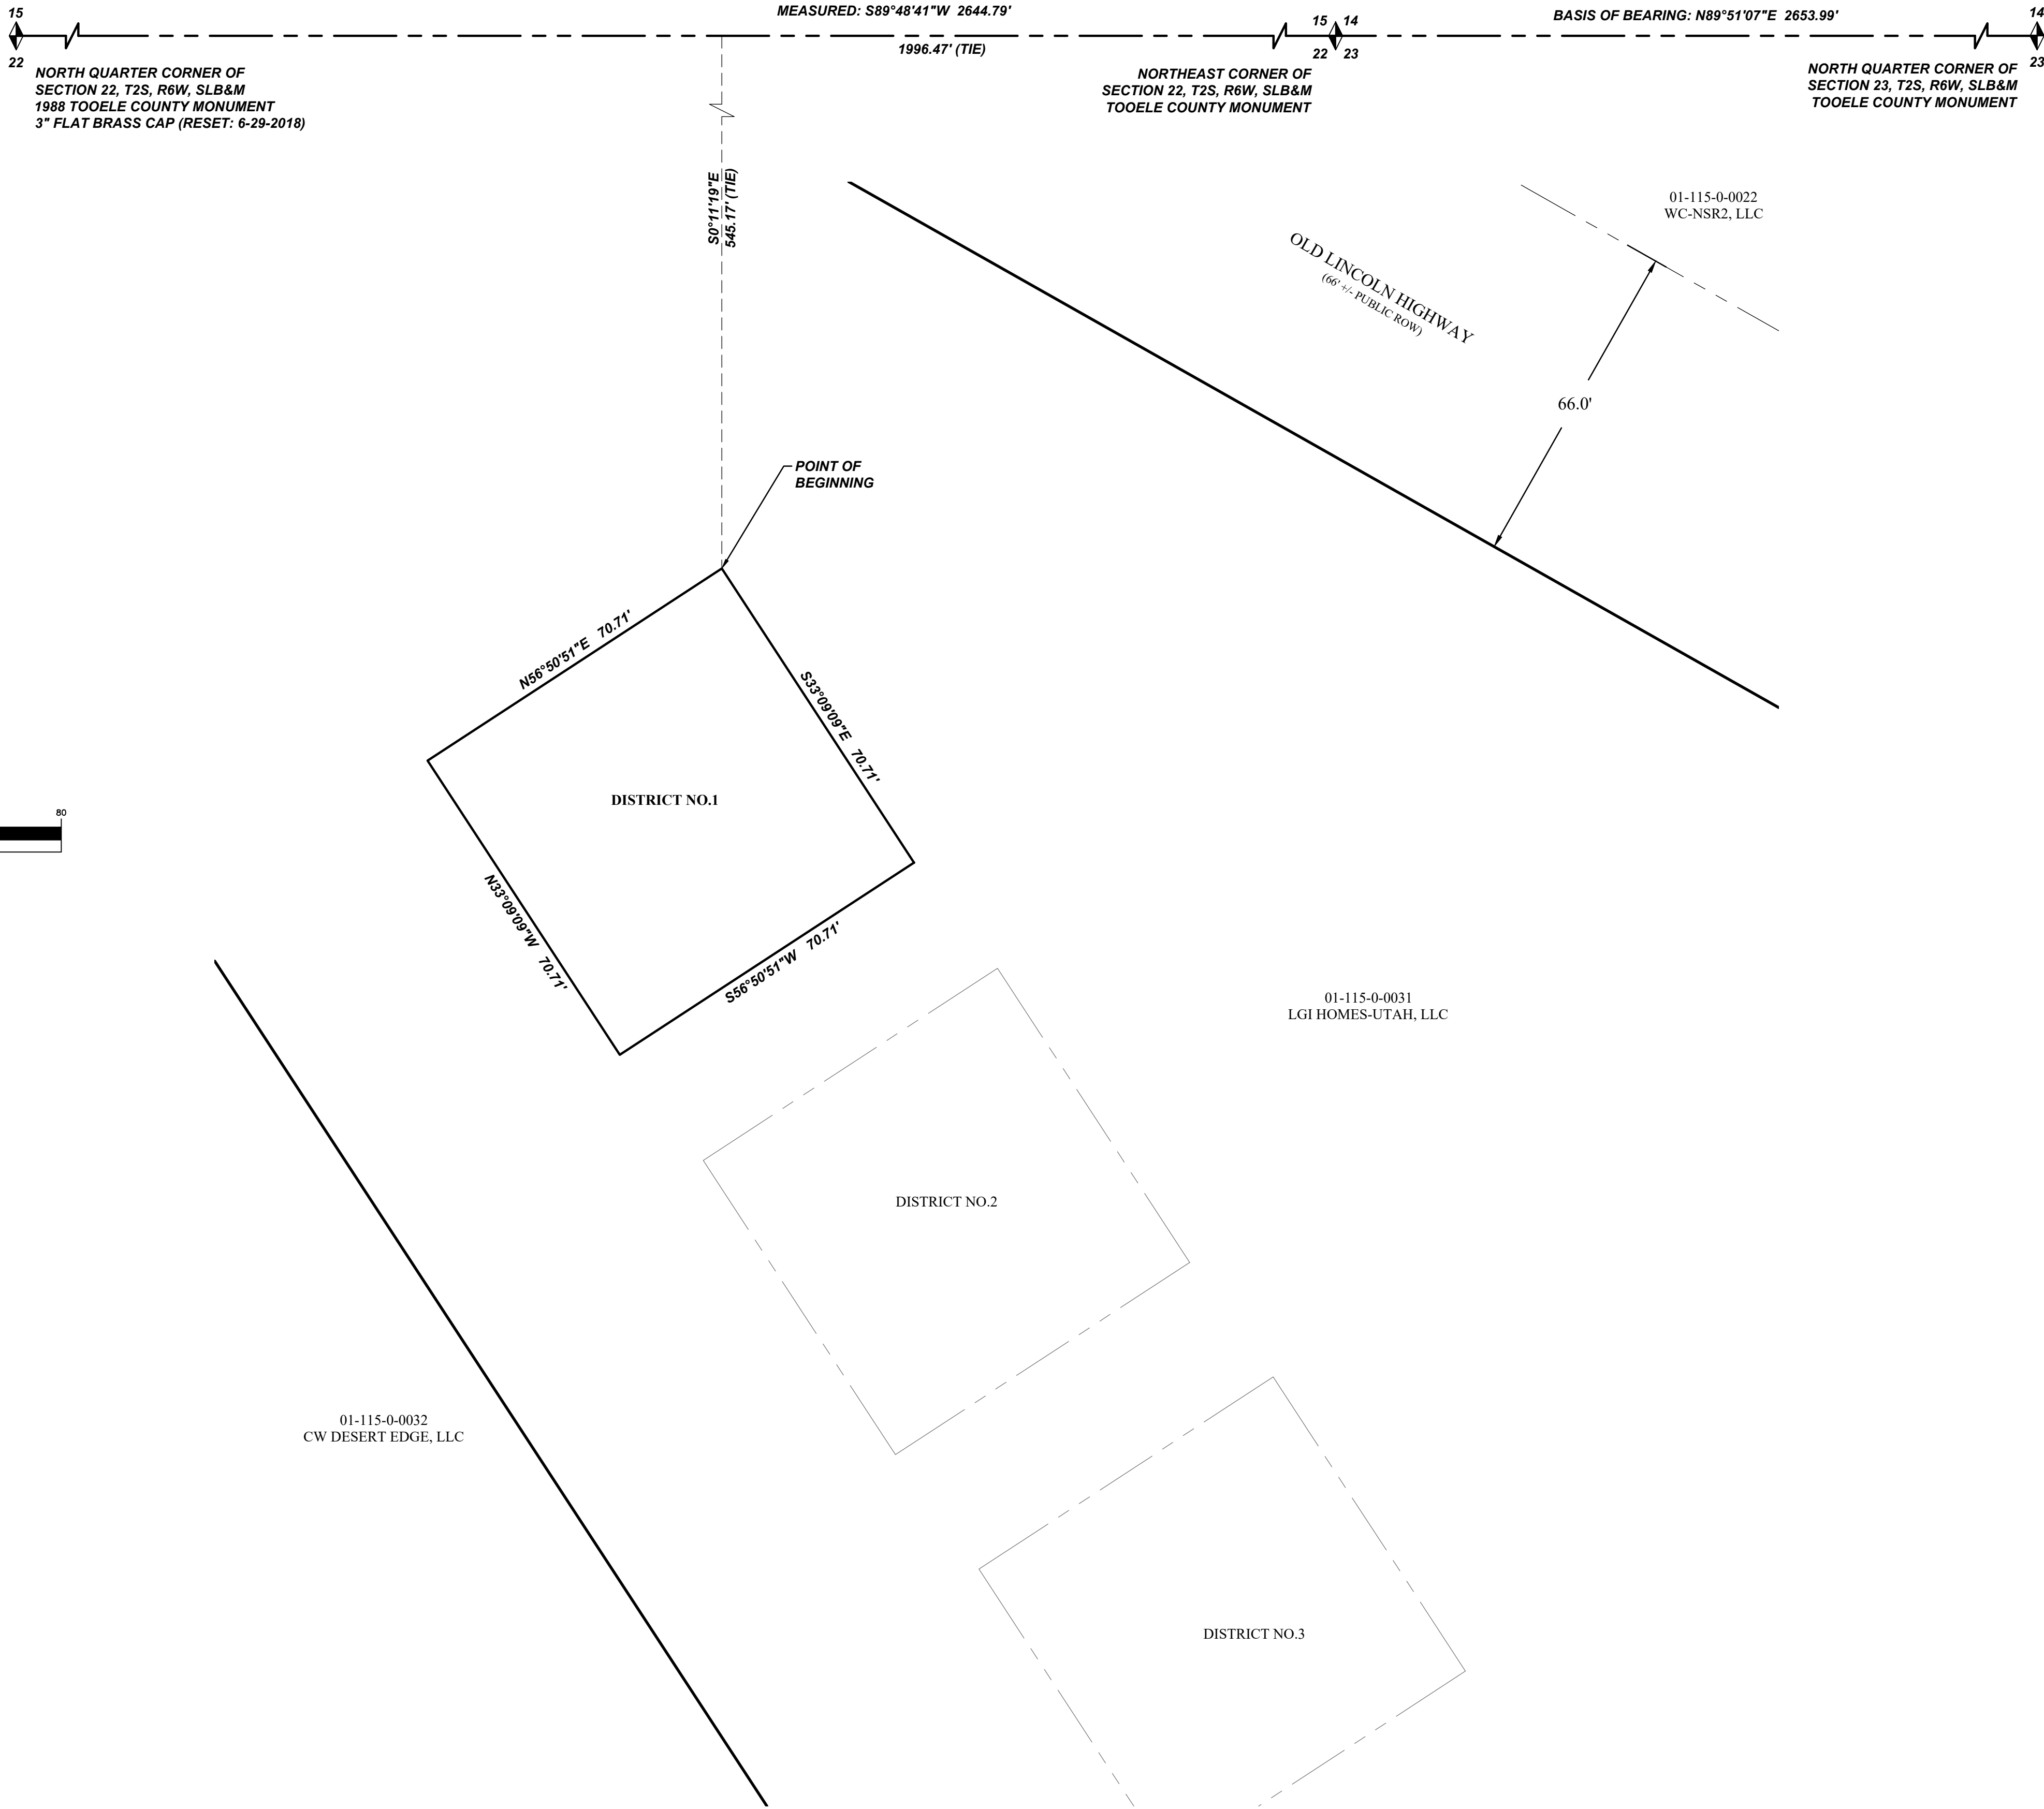 15
MEASURED: S89°48'41"W 2644.79'
15 14
BASIS OF BEARING: N89°51'07"E 2653.99'
14
22
1996.47' (TIE)
22 23
23
NORTH QUARTER CORNER OF
SECTION 22, T2S, R6W, SLB&M
1988 TOOELE COUNTY MONUMENT
3" FLAT BRASS CAP (RESET: 6-29-2018)
NORTHEAST CORNER OF
SECTION 22, T2S, R6W, SLB&M
TOOELE COUNTY MONUMENT
NORTH QUARTER CORNER OF
SECTION 23, T2S, R6W, SLB&M
TOOELE COUNTY MONUMENT
S0°11'19"E
545.17' (TIE)
01-115-0-0022
WC-NSR2, LLC
OLD LINCOLN HIGHWAY
(66' +/- PUBLIC ROW)
66.0'
POINT OF
BEGINNING
N56°50'51"E 70.71'
S33°09'09"E 70.71'
DISTRICT NO.1
80
N33°09'09"W 70.71'
S56°50'51"W 70.71'
01-115-0-0031
LGI HOMES-UTAH, LLC
DISTRICT NO.2
01-115-0-0032
CW DESERT EDGE, LLC
DISTRICT NO.3